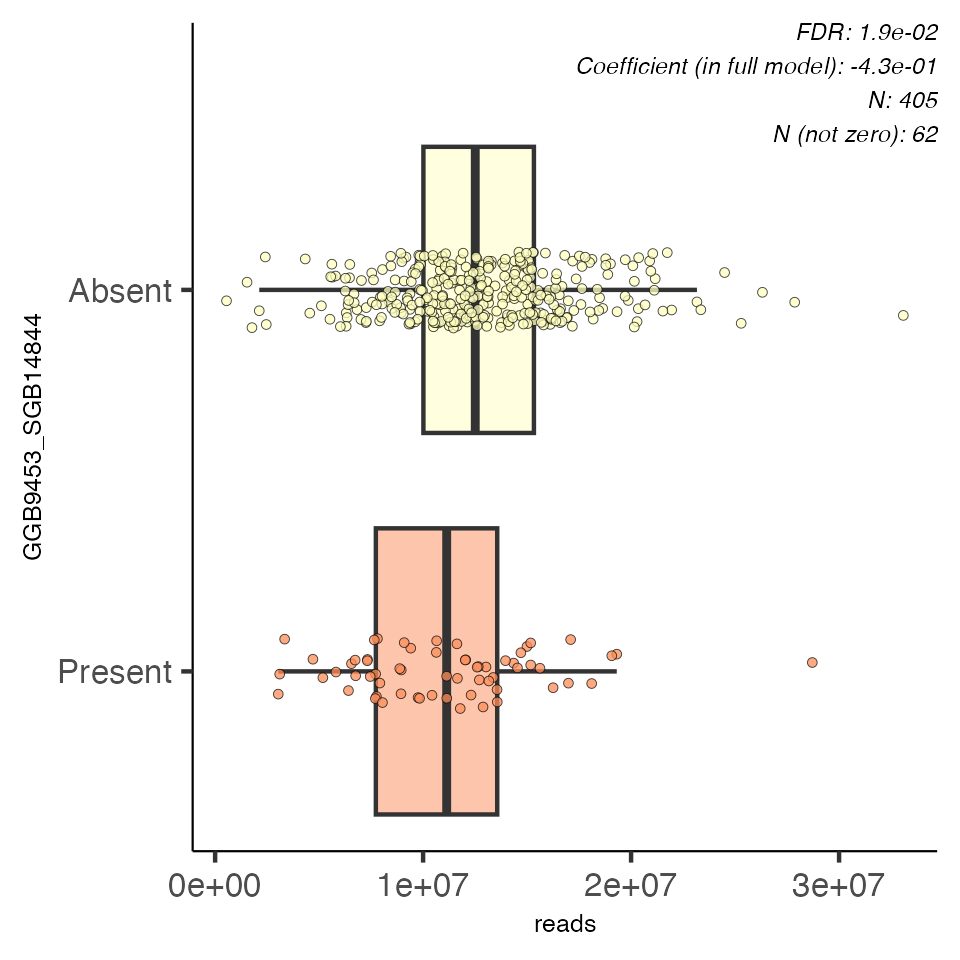 FDR: 1.9e-02
Coefficient (in full model): -4.3e-01
N: 405
N (not zero): 62
GGB9453_SGB14844
Absent
Present
0e+00 1e+07 2e+07 3e+07
reads